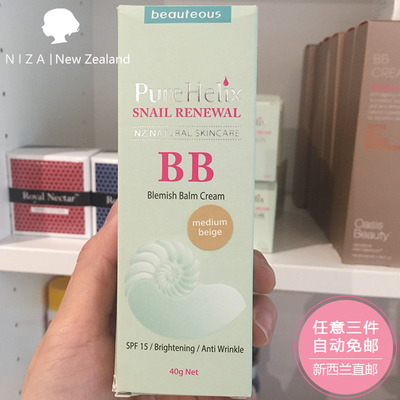 beauteous
NIZA | New Zealand
PureHelix
SNAIL RENEWAL
NZ NATURAL SKINCARE
BB
Blemish Balm Cream
medium
beige
SPF 15 / Brightening / Anti Wrinkle
40g Net
Royal Nectar
Royal Nectar
BB
CREA
Oasis
Beauty
任意三件
自动免邮
新西兰直邮